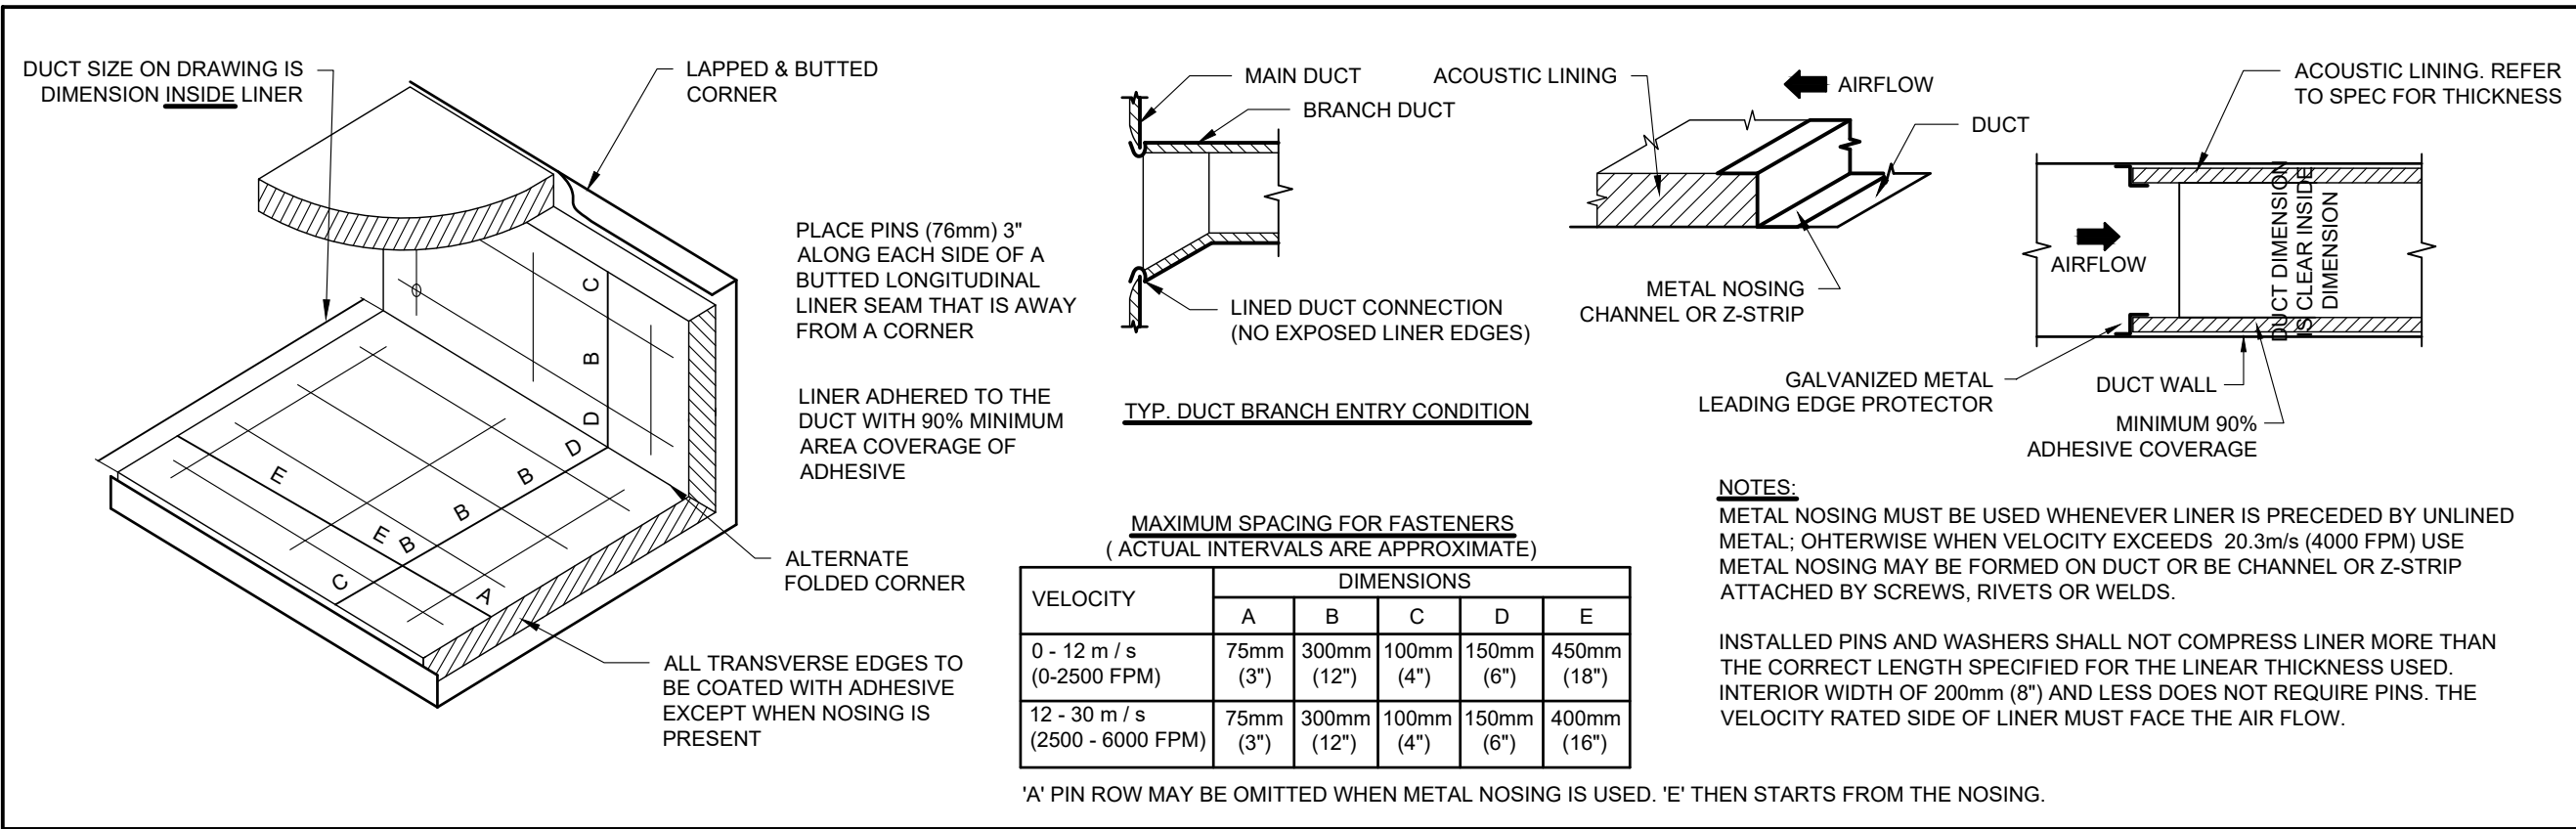 DUCT SIZE ON DRAWING IS
DIMENSION INSIDE LINER
LAPPED & BUTTED
CORNER
PLACE PINS (76mm) 3"
ALONG EACH SIDE OF A
BUTTED LONGITUDINAL
LINER SEAM THAT IS AWAY
FROM A CORNER
LINER ADHERED TO THE
DUCT WITH 90% MINIMUM
AREA COVERAGE OF
ADHESIVE
C
B
D
D
B
B
B
C
E
E
A
ALTERNATE
FOLDED CORNER
ALL TRANSVERSE EDGES TO
BE COATED WITH ADHESIVE
EXCEPT WHEN NOSING IS
PRESENT
MAIN DUCT
BRANCH DUCT
LINED DUCT CONNECTION
(NO EXPOSED LINER EDGES)
TYP. DUCT BRANCH ENTRY CONDITION
ACOUSTIC LINING
AIRFLOW
DUCT
METAL NOSING
CHANNEL OR Z-STRIP
ACOUSTIC LINING. REFER
TO SPEC FOR THICKNESS
AIRFLOW
DUCT DIMENSION
IS CLEAR INSIDE
DIMENSION
GALVANIZED METAL
LEADING EDGE PROTECTOR
DUCT WALL
MINIMUM 90%
ADHESIVE COVERAGE
MAXIMUM SPACING FOR FASTENERS
( ACTUAL INTERVALS ARE APPROXIMATE)
VELOCITY DIMENSIONS
A B C D E
0 - 12 m / s 75mm 300mm 100mm 150mm 450mm
(0-2500 FPM) (3") (12") (4") (6") (18")
12 - 30 m / s 75mm 300mm 100mm 150mm 400mm
(2500 - 6000 FPM) (3") (12") (4") (6") (16")
'A' PIN ROW MAY BE OMITTED WHEN METAL NOSING IS USED. 'E' THEN STARTS FROM THE NOSING.
NOTES:
METAL NOSING MUST BE USED WHENEVER LINER IS PRECEDED BY UNLINED
METAL; OHTERWISE WHEN VELOCITY EXCEEDS 20.3m/s (4000 FPM) USE
METAL NOSING MAY BE FORMED ON DUCT OR BE CHANNEL OR Z-STRIP
ATTACHED BY SCREWS, RIVETS OR WELDS.
INSTALLED PINS AND WASHERS SHALL NOT COMPRESS LINER MORE THAN
THE CORRECT LENGTH SPECIFIED FOR THE LINEAR THICKNESS USED.
INTERIOR WIDTH OF 200mm (8") AND LESS DOES NOT REQUIRE PINS. THE
VELOCITY RATED SIDE OF LINER MUST FACE THE AIR FLOW.